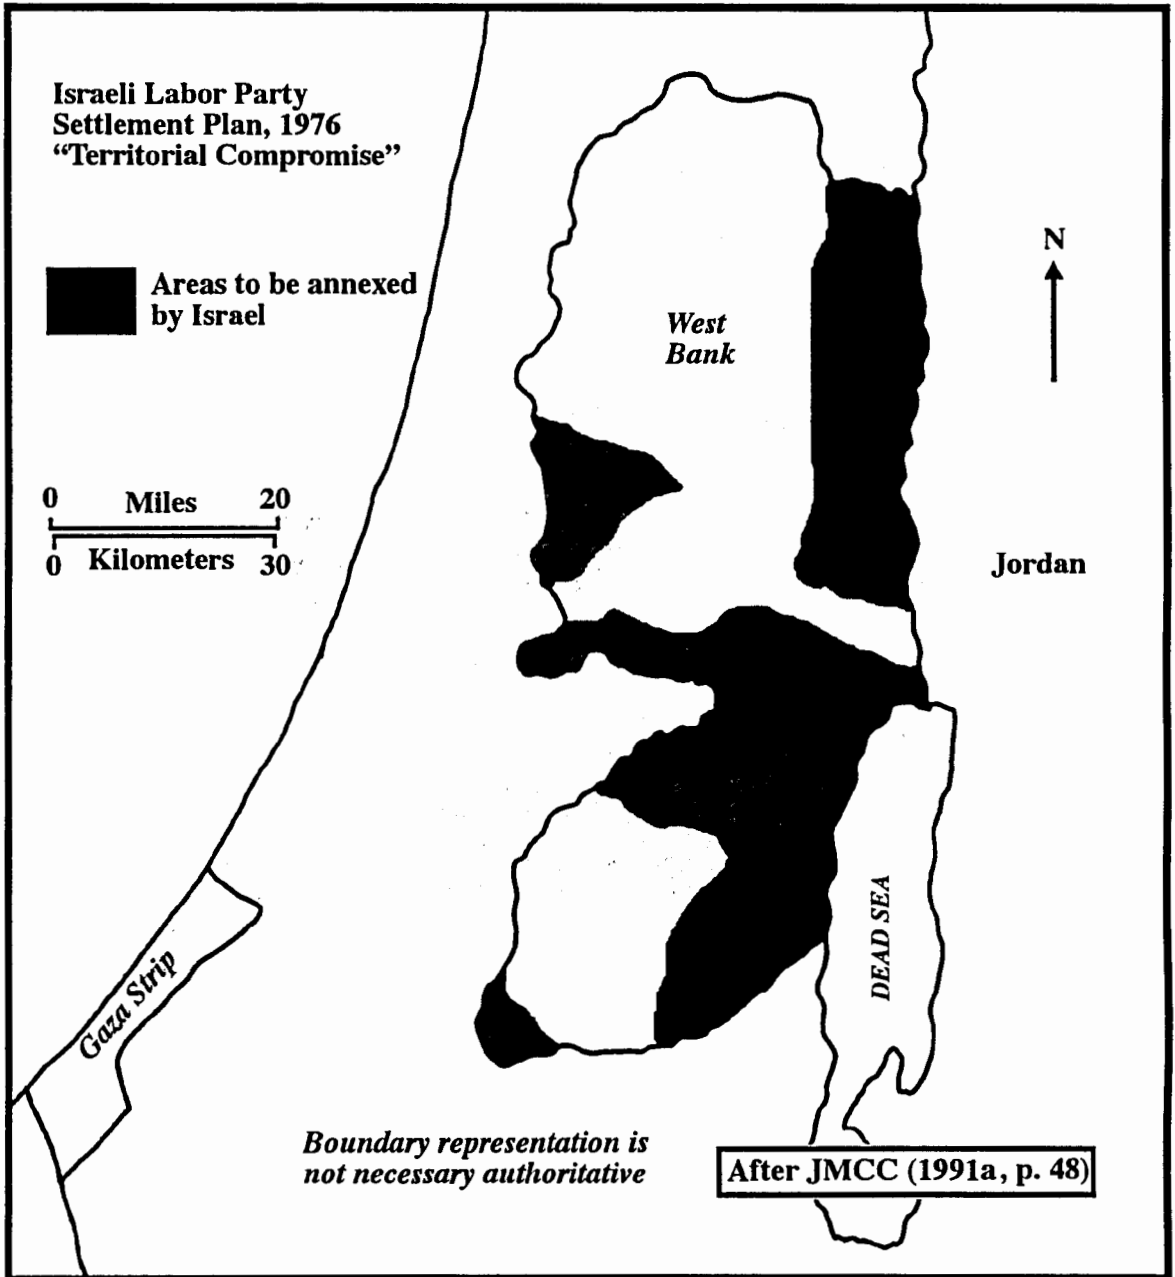 Israeli Labor Party
Settlement Plan, 1976
“Territorial Compromise”
Areas to be annexed
by Israel
N
West
Bank
0 Miles 20
0 Kilometers 30
Jordan
DEAD SEA
Gaza Strip
Boundary representation is
not necessary authoritative
After JMCC (1991a, p. 48)